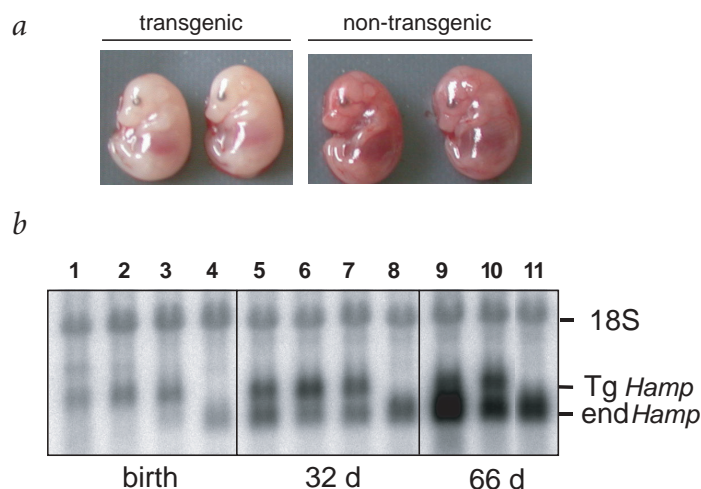 a
transgenic non-transgenic
b
1 2 3 4 5 6 7 8 9 10 11
18S
Tg Hamp
end Hamp
birth 32 d 66 d